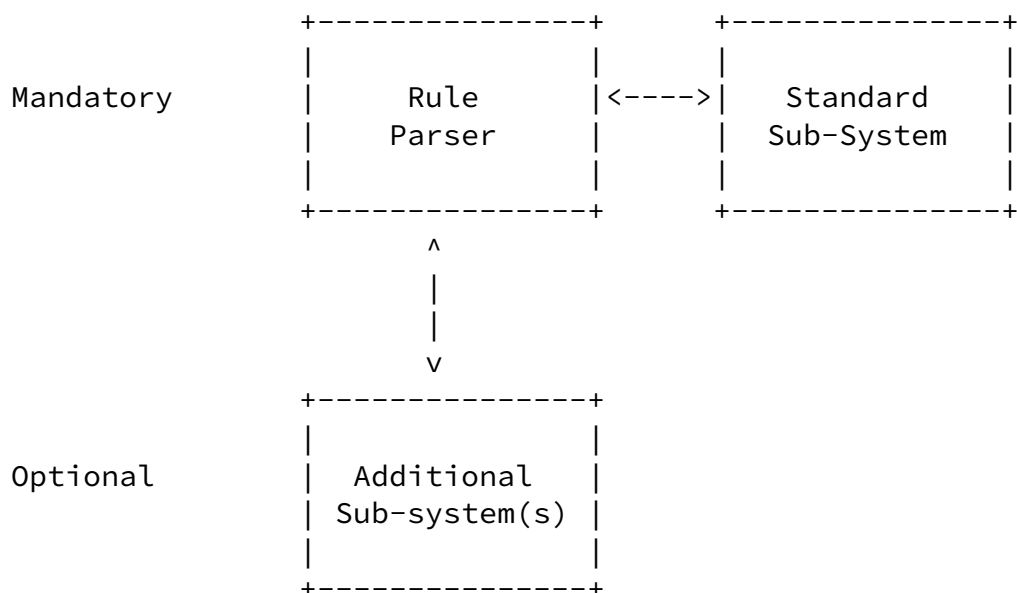 Mandatory Rule Standard
Parser Sub-System
Optional Additional
Sub-system(s)